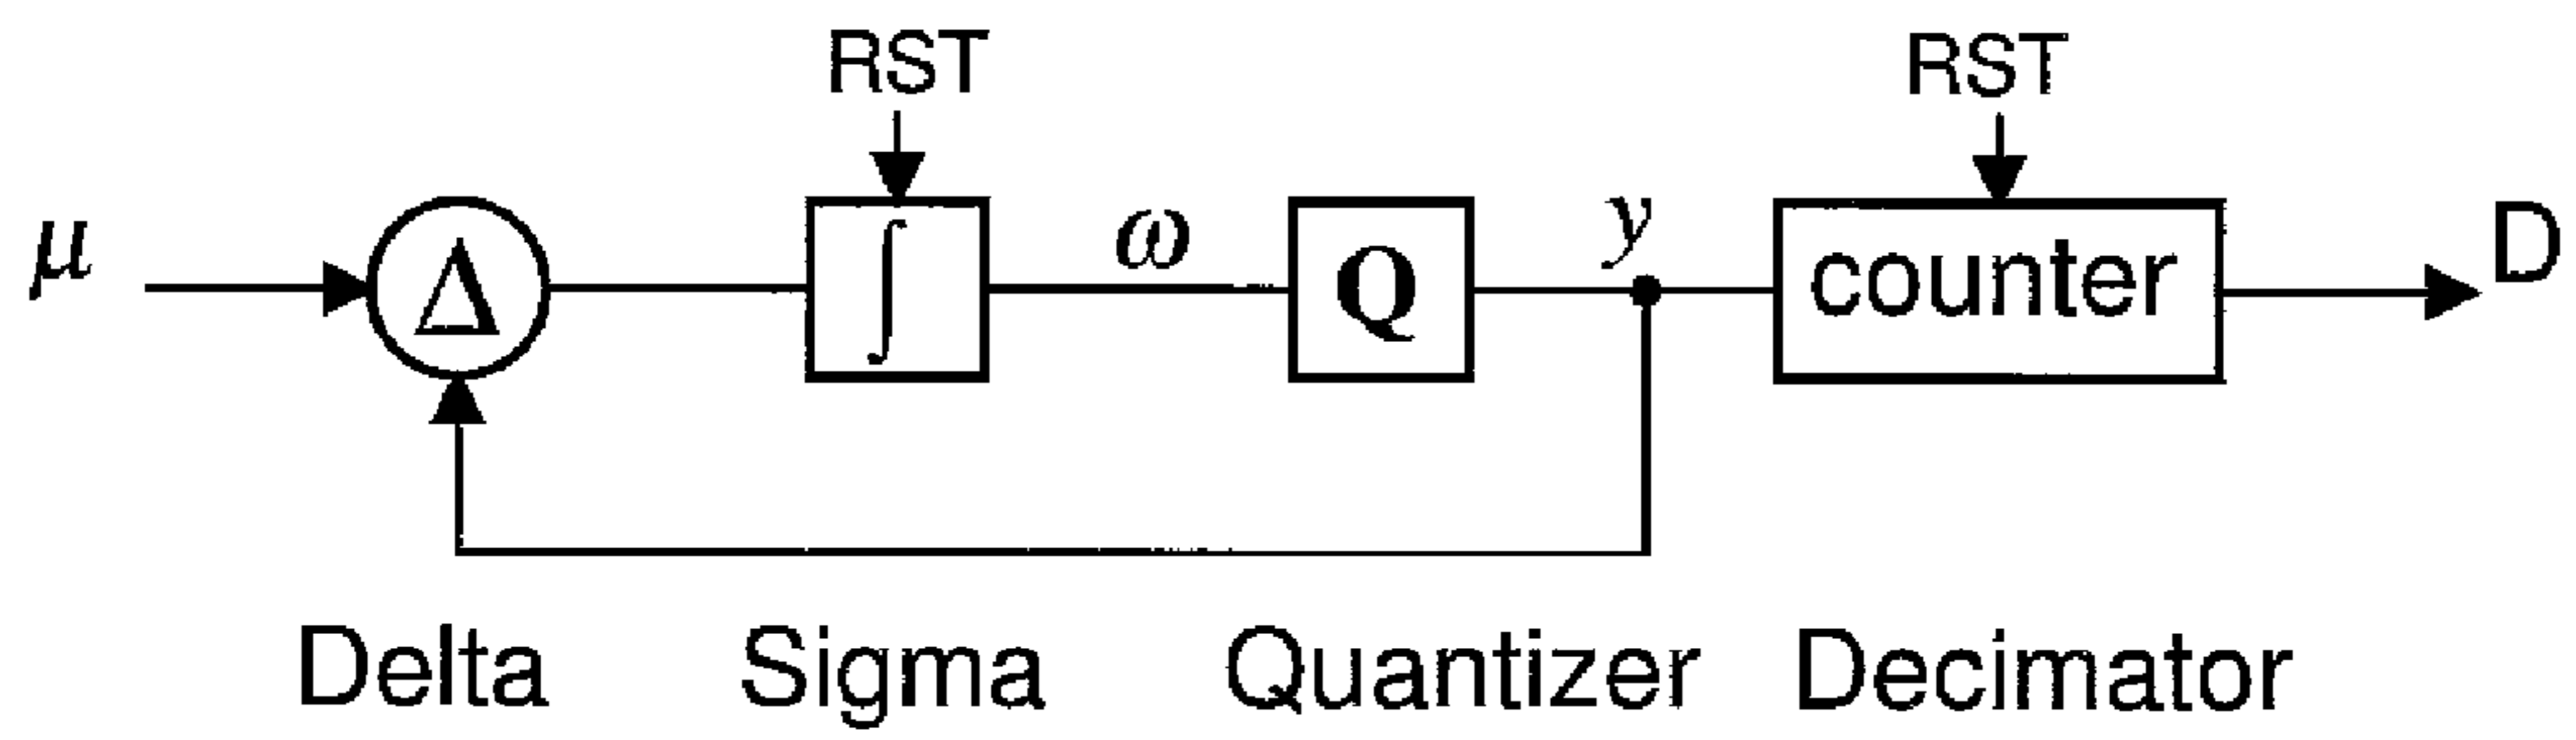 RST RST
μ Δ ∫ ω Q y counter D
Delta Sigma Quantizer Decimator